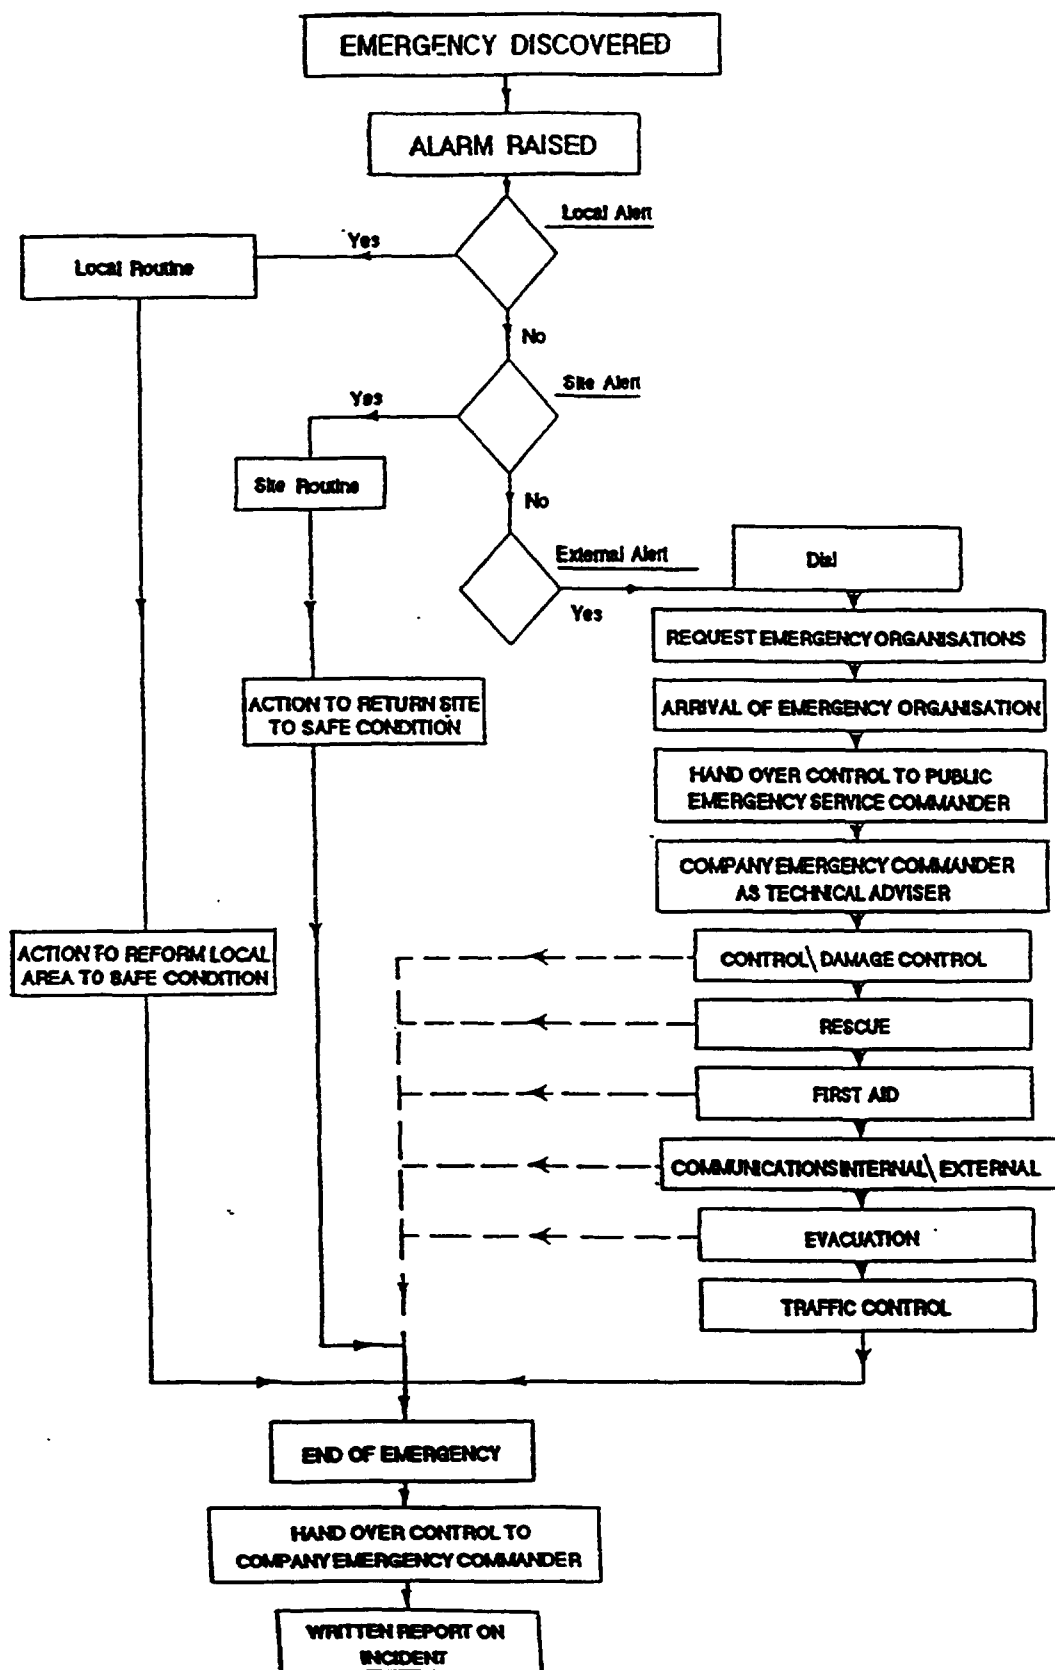 EMERGENCY DISCOVERED
ALARM RAISED
Local Alert
Yes
Local Routine
No
Site Alert
Yes
Site Routine
No
External Alert
Yes
Dial
REQUEST EMERGENCY ORGANISATIONS
ARRIVAL OF EMERGENCY ORGANISATION
HAND OVER CONTROL TO PUBLIC
EMERGENCY SERVICE COMMANDER
COMPANY EMERGENCY COMMANDER
AS TECHNICAL ADVISER
ACTION TO RETURN SITE
TO SAFE CONDITION
ACTION TO REFORM LOCAL
AREA TO SAFE CONDITION
CONTROL\ DAMAGE CONTROL
RESCUE
FIRST AID
COMMUNICATIONS INTERNAL\ EXTERNAL
EVACUATION
TRAFFIC CONTROL
END OF EMERGENCY
HAND OVER CONTROL TO
COMPANY EMERGENCY COMMANDER
WRITTEN REPORT ON
INCIDENT